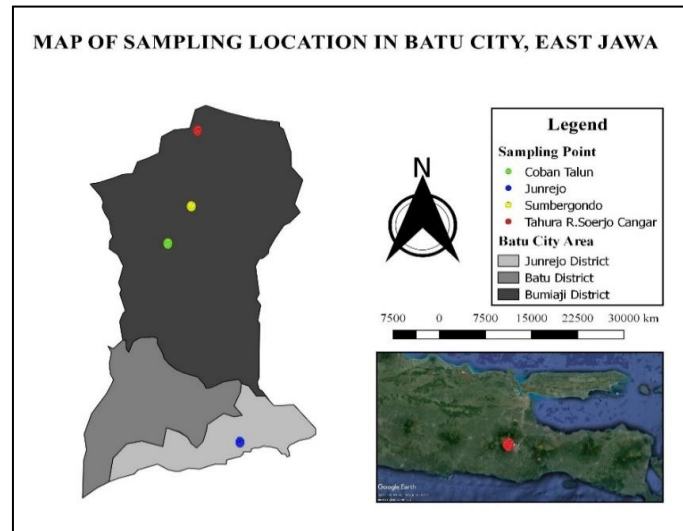 MAP OF SAMPLING LOCATION IN BATU CITY, EAST JAWA
N
Legend
Sampling Point
Coban Talun
Junrejo
Sumbergondo
Tahura R.Soerjo Cangar
Batu City Area
Junrejo District
Batu District
Bumiaji District
7500 0 7500 15000 22500 30000 km
Google Earth